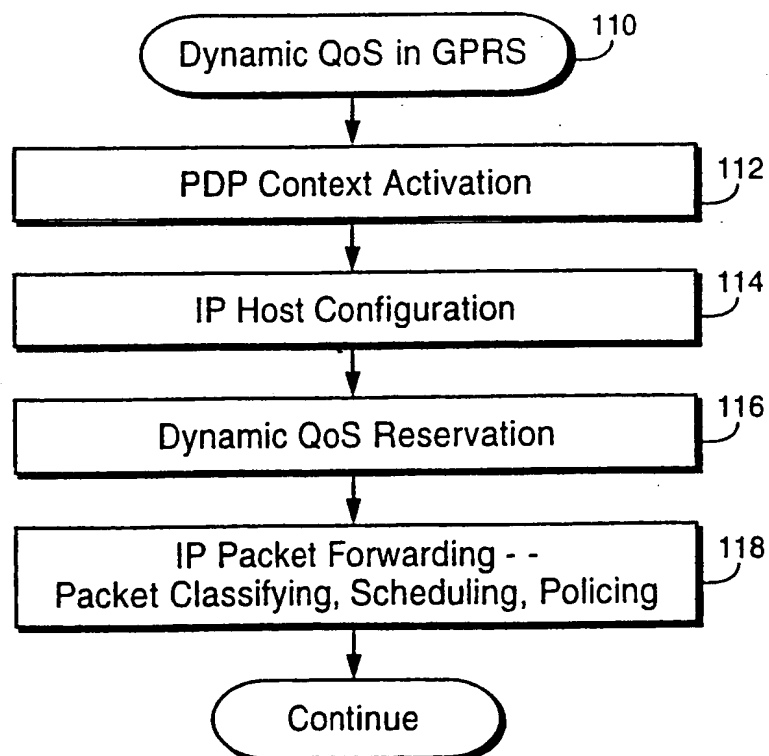 Dynamic QoS in GPRS
110
PDP Context Activation
112
IP Host Configuration
114
Dynamic QoS Reservation
116
IP Packet Forwarding - -
Packet Classifying, Scheduling, Policing
118
Continue